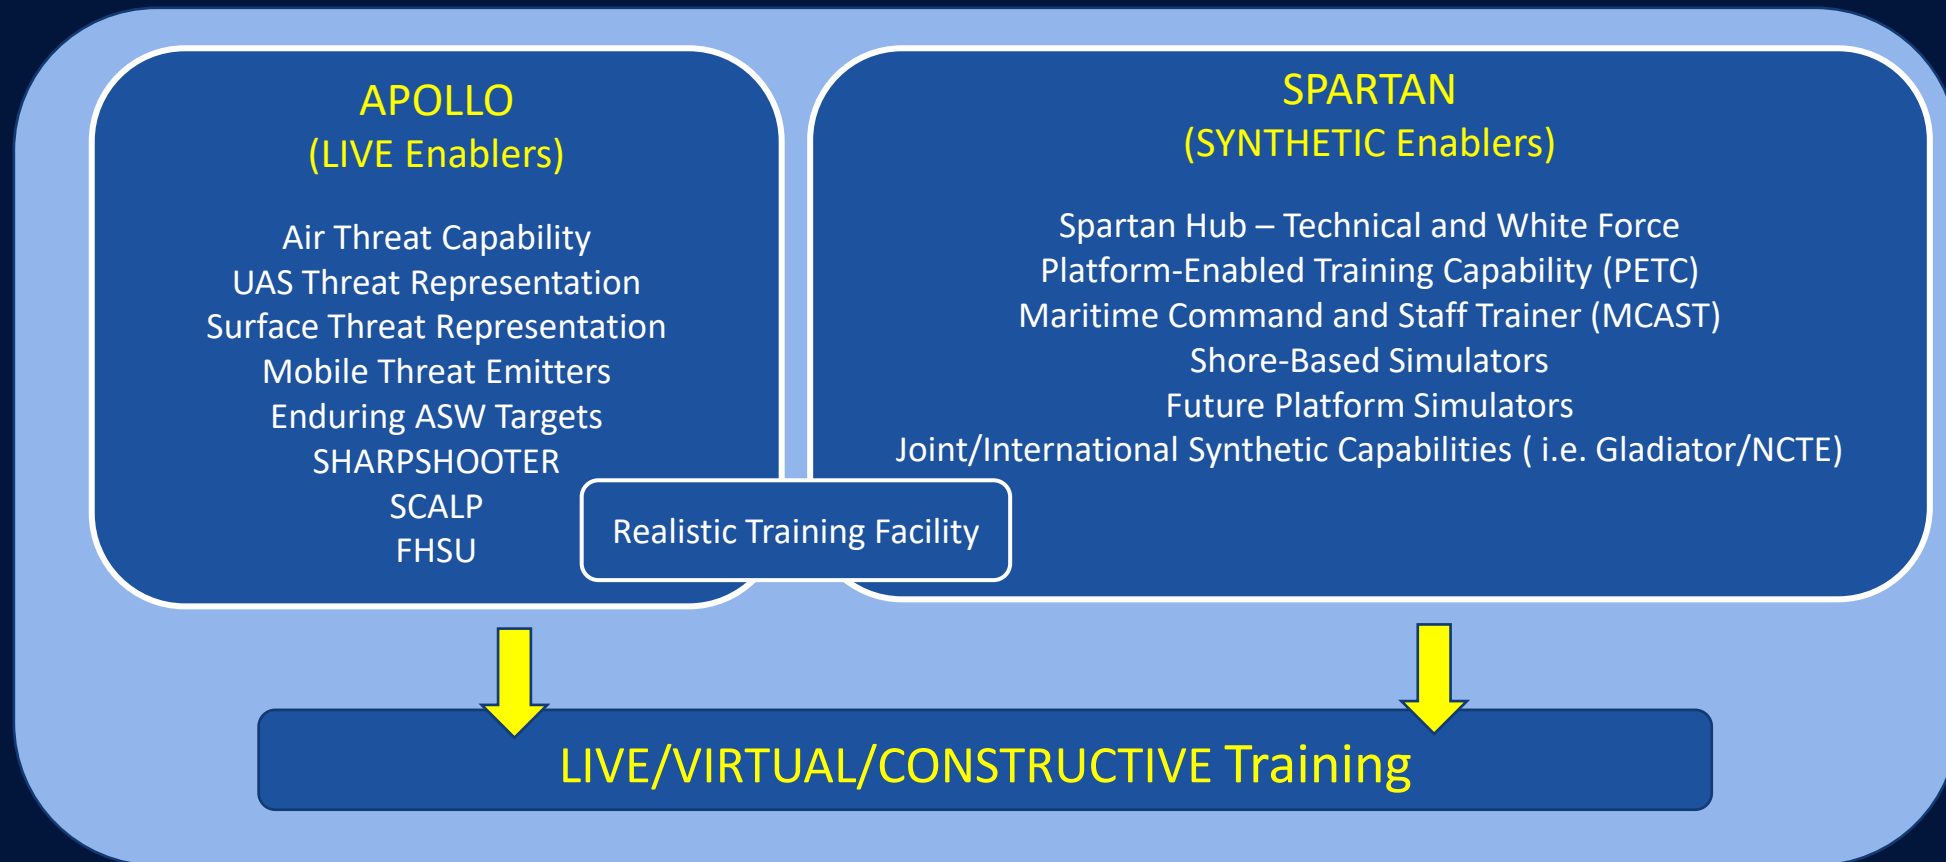 APOLLO
(LIVE Enablers)
Air Threat Capability
UAS Threat Representation
Surface Threat Representation
Mobile Threat Emitters
Enduring ASW Targets
SHARPSHOOTER
SCALP
FHSU
SPARTAN
(SYNTHETIC Enablers)
Spartan Hub – Technical and White Force
Platform-Enabled Training Capability (PETC)
Maritime Command and Staff Trainer (MCAST)
Shore-Based Simulators
Future Platform Simulators
Joint/International Synthetic Capabilities ( i.e. Gladiator/NCTE)
Realistic Training Facility
LIVE/VIRTUAL/CONSTRUCTIVE Training